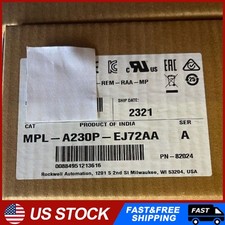 REM-RAA-MP
SHIP DATE
2321
CAT
PRODUCT OF INDIA
SER
MPL-A230P-EJ72AA
A
00884951213616
PN-82024
Rockwell Automation, 1201 S 2nd St Milwaukee, WI 53204, USA
US STOCK
FAST&FREE
SHIPPING